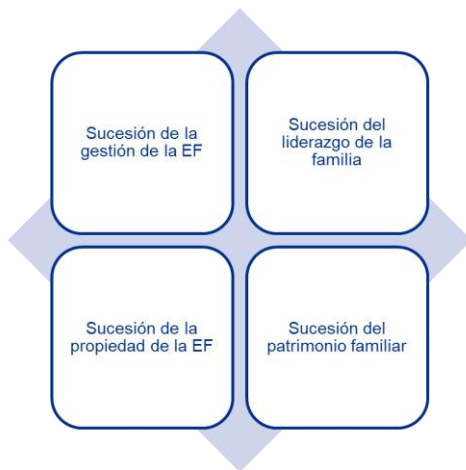 Sucesión de la
gestión de la EF
Sucesión del
liderazgo de la
familia
Sucesión de la
propiedad de la EF
Sucesión del
patrimonio familiar